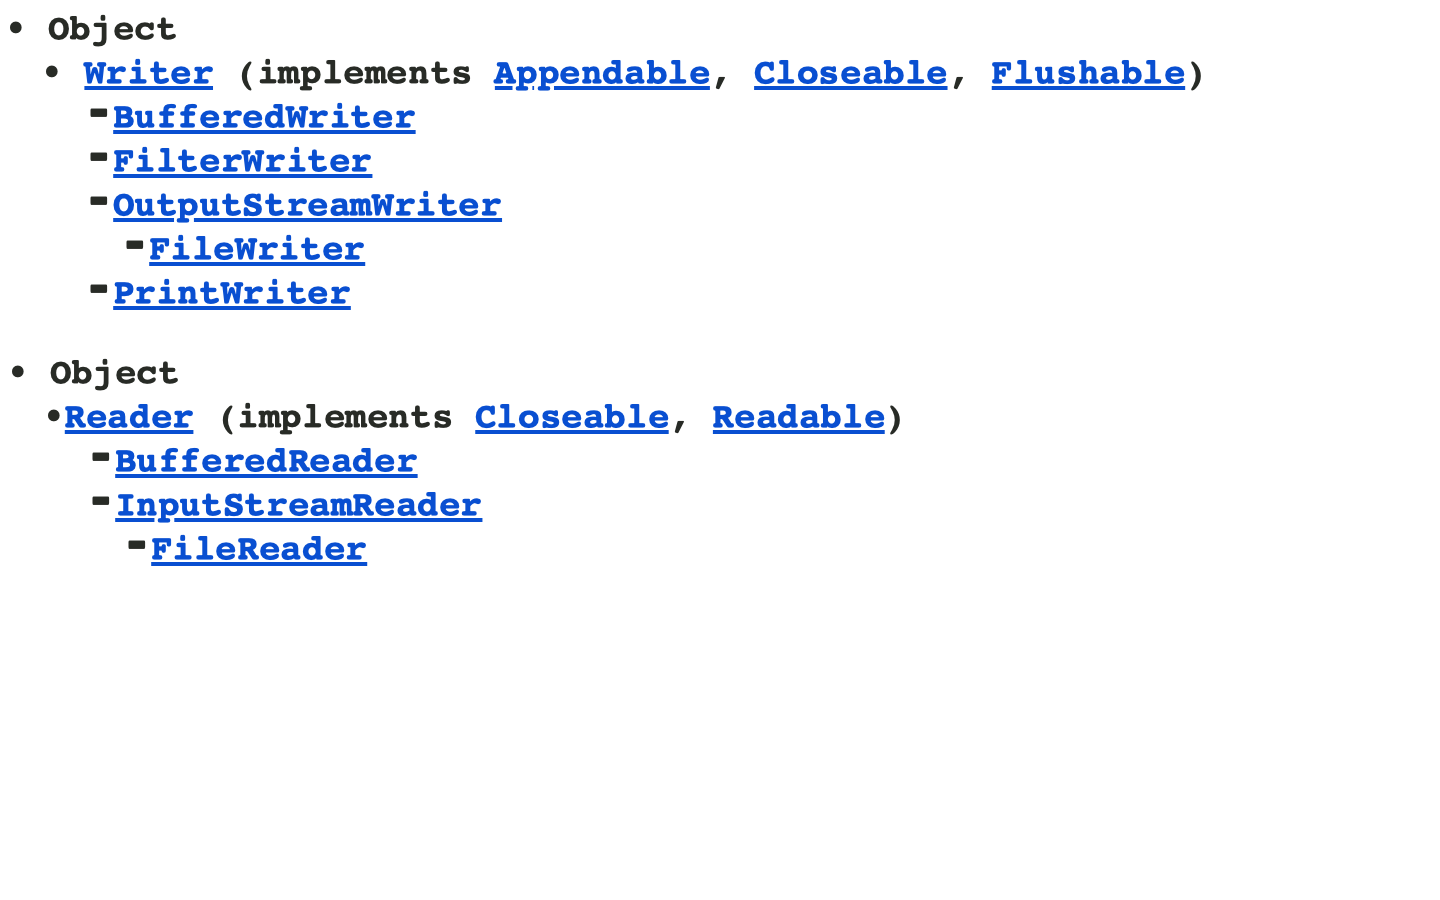 • Object
• Writer (implements Appendable, Closeable, Flushable)
-BufferedWriter
-FilterWriter
-OutputStreamWriter
-FileWriter
-PrintWriter
• Object
•Reader (implements Closeable, Readable)
-BufferedReader
-InputStreamReader
-FileReader